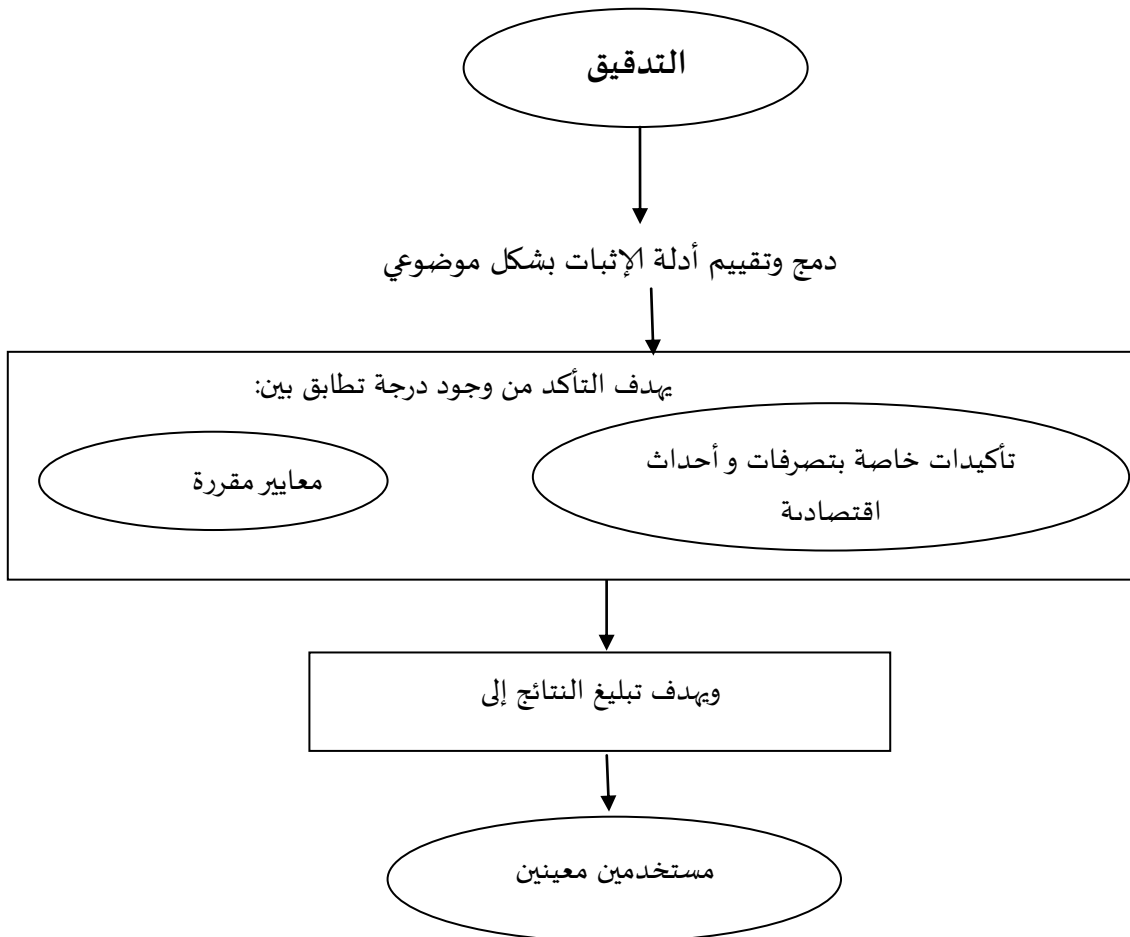 التدقيق
دمج وتقييم أدلة الإثبات بشكل موضوعي
يهدف التأكد من وجود درجة تطابق بين:
تأكيدات خاصة بتصرفات و أحداث
اقتصادية
معايير مقررة
ويهدف تبليغ النتائج إلى
مستخدمين معينين